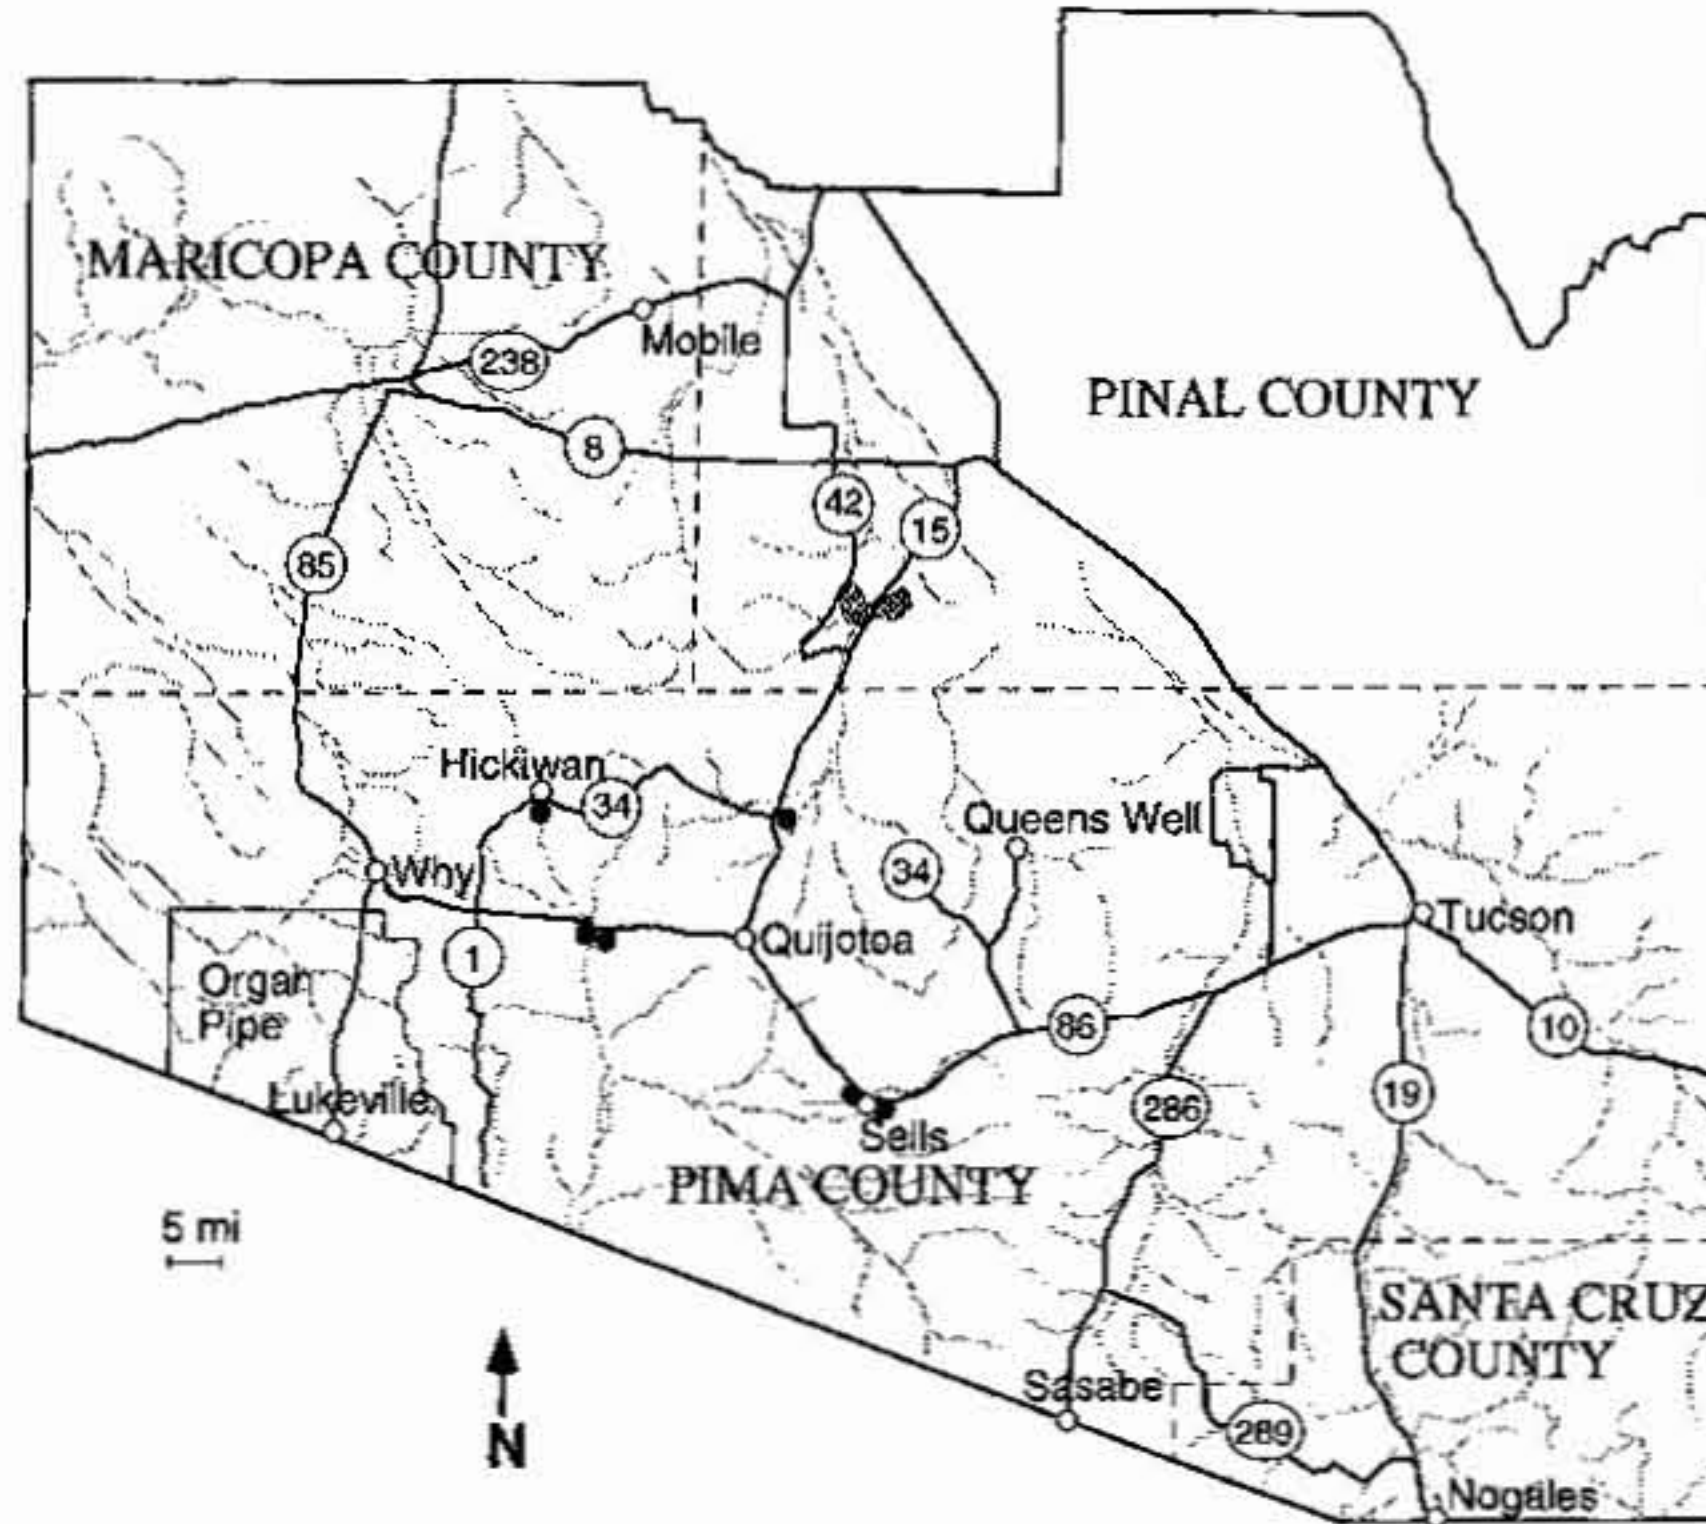 MARICOPA COUNTY
Mobile
238
PINAL COUNTY
8
42
15
85
Hickiwan
34
Queens Well
Why
34
Tucson
Quijotoa
1
Organ
Pipe
86
10
Lukeville
286
19
Sells
PIMA COUNTY
5 mi
SANTA CRUZ
COUNTY
Sasabe
N
289
Nogales